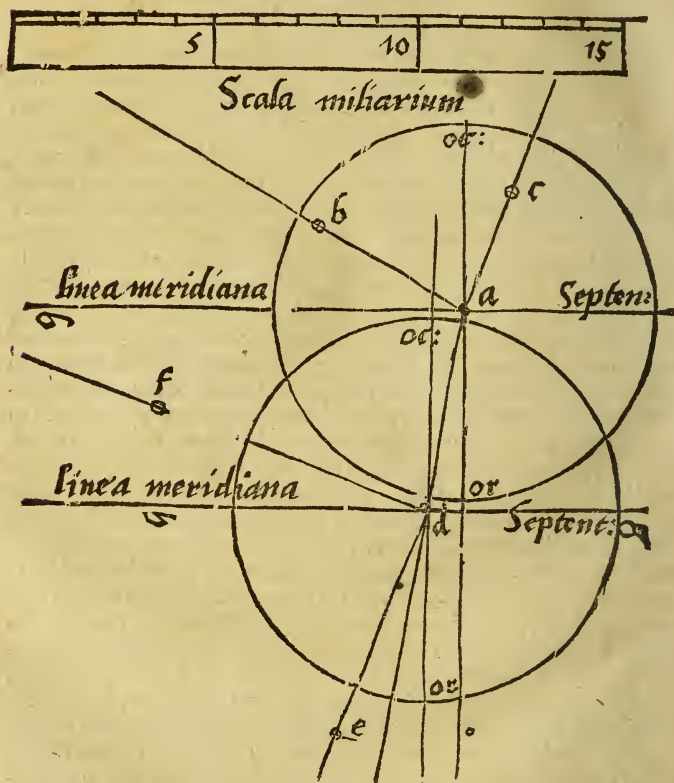 5 10 15
Scala miliarium
oc:
c
b
linea meridiana a Septen:
oc:
f
or
linea meridiana
d Septent:
or
e